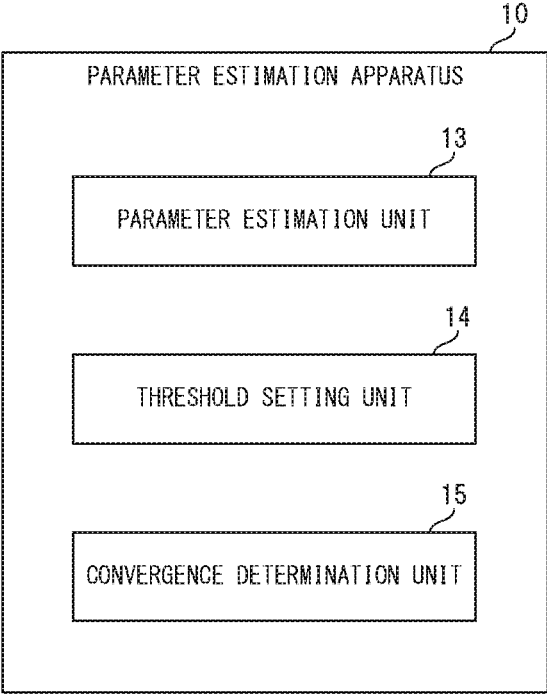 10
PARAMETER ESTIMATION APPARATUS
13
PARAMETER ESTIMATION UNIT
14
THRESHOLD SETTING UNIT
15
CONVERGENCE DETERMINATION UNIT